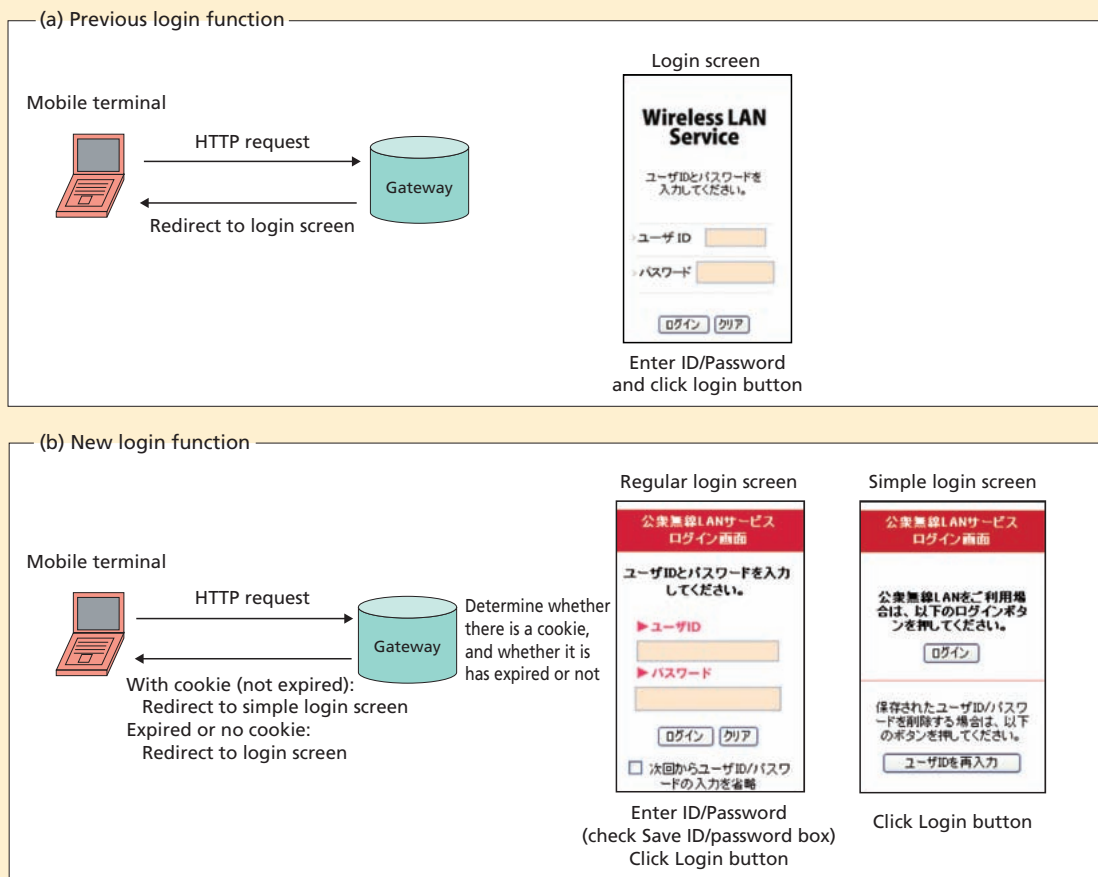 (a) Previous login function
Mobile terminal
HTTP request
Gateway
Redirect to login screen
Login screen
Wireless LAN
Service
ユーザIDとパスワードを
入力してください。
ユーザ ID
パスワード
ログイン クリア
Enter ID/Password
and click login button
(b) New login function
Mobile terminal
HTTP request
Gateway
Determine whether
there is a cookie,
and whether it is
has expired or not
With cookie (not expired):
Redirect to simple login screen
Expired or no cookie:
Redirect to login screen
Regular login screen
公衆無線LANサービス
ログイン画面
ユーザIDとパスワードを入力
してください。
▶ユーザID
▶パスワード
ログイン クリア
次回からユーザID/パスワ
ードの入力を省略
Enter ID/Password
(check Save ID/password box)
Click Login button
Simple login screen
公衆無線LANサービス
ログイン画面
公衆無線LANをご利用場
合は、以下のログインボタ
ンを押してください。
ログイン
保存されたユーザID/パスワ
ードを削除する場合は、以下
のボタンを押してください。
ユーザIDを再入力
Click Login button